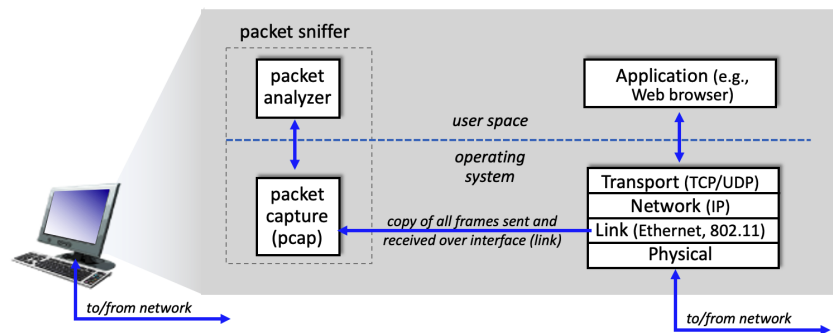 packet sniffer
packet
analyzer
Application (e.g.,
Web browser)
user space
operating
system
packet
capture
(pcap)
copy of all frames sent and
received over interface (link)
Transport (TCP/UDP)
Network (IP)
Link (Ethernet, 802.11)
Physical
to/from network
to/from network